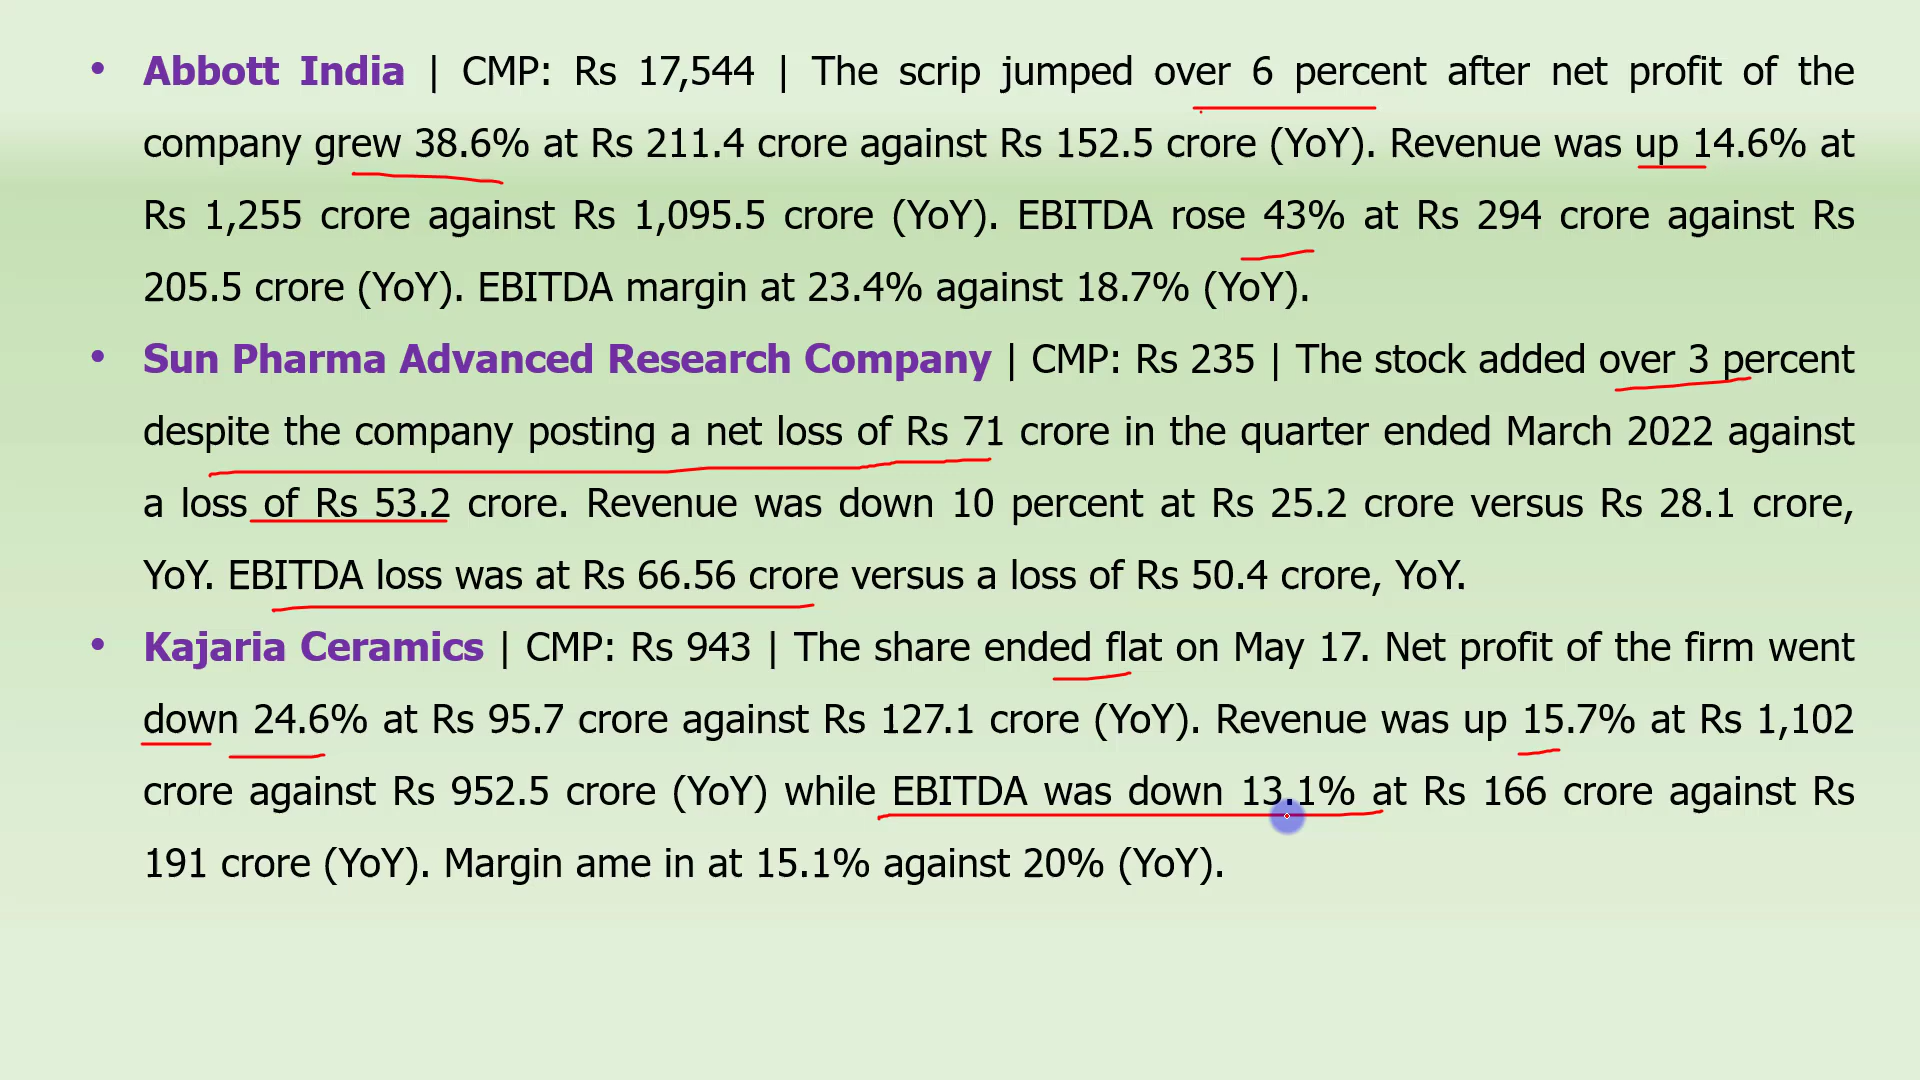 • Abbott India | CMP: Rs 17,544 | The scrip jumped over 6 percent after net profit of the
company grew 38.6% at Rs 211.4 crore against Rs 152.5 crore (YoY). Revenue was up 14.6% at
Rs 1,255 crore against Rs 1,095.5 crore (YoY). EBITDA rose 43% at Rs 294 crore against Rs
205.5 crore (YoY). EBITDA margin at 23.4% against 18.7% (YoY).
• Sun Pharma Advanced Research Company | CMP: Rs 235 | The stock added over 3 percent
despite the company posting a net loss of Rs 71 crore in the quarter ended March 2022 against
a loss of Rs 53.2 crore. Revenue was down 10 percent at Rs 25.2 crore versus Rs 28.1 crore,
YoY. EBITDA loss was at Rs 66.56 crore versus a loss of Rs 50.4 crore, YoY.
• Kajaria Ceramics | CMP: Rs 943 | The share ended flat on May 17. Net profit of the firm went
down 24.6% at Rs 95.7 crore against Rs 127.1 crore (YoY). Revenue was up 15.7% at Rs 1,102
crore against Rs 952.5 crore (YoY) while EBITDA was down 13.1% at Rs 166 crore against Rs
191 crore (YoY). Margin ame in at 15.1% against 20% (YoY).